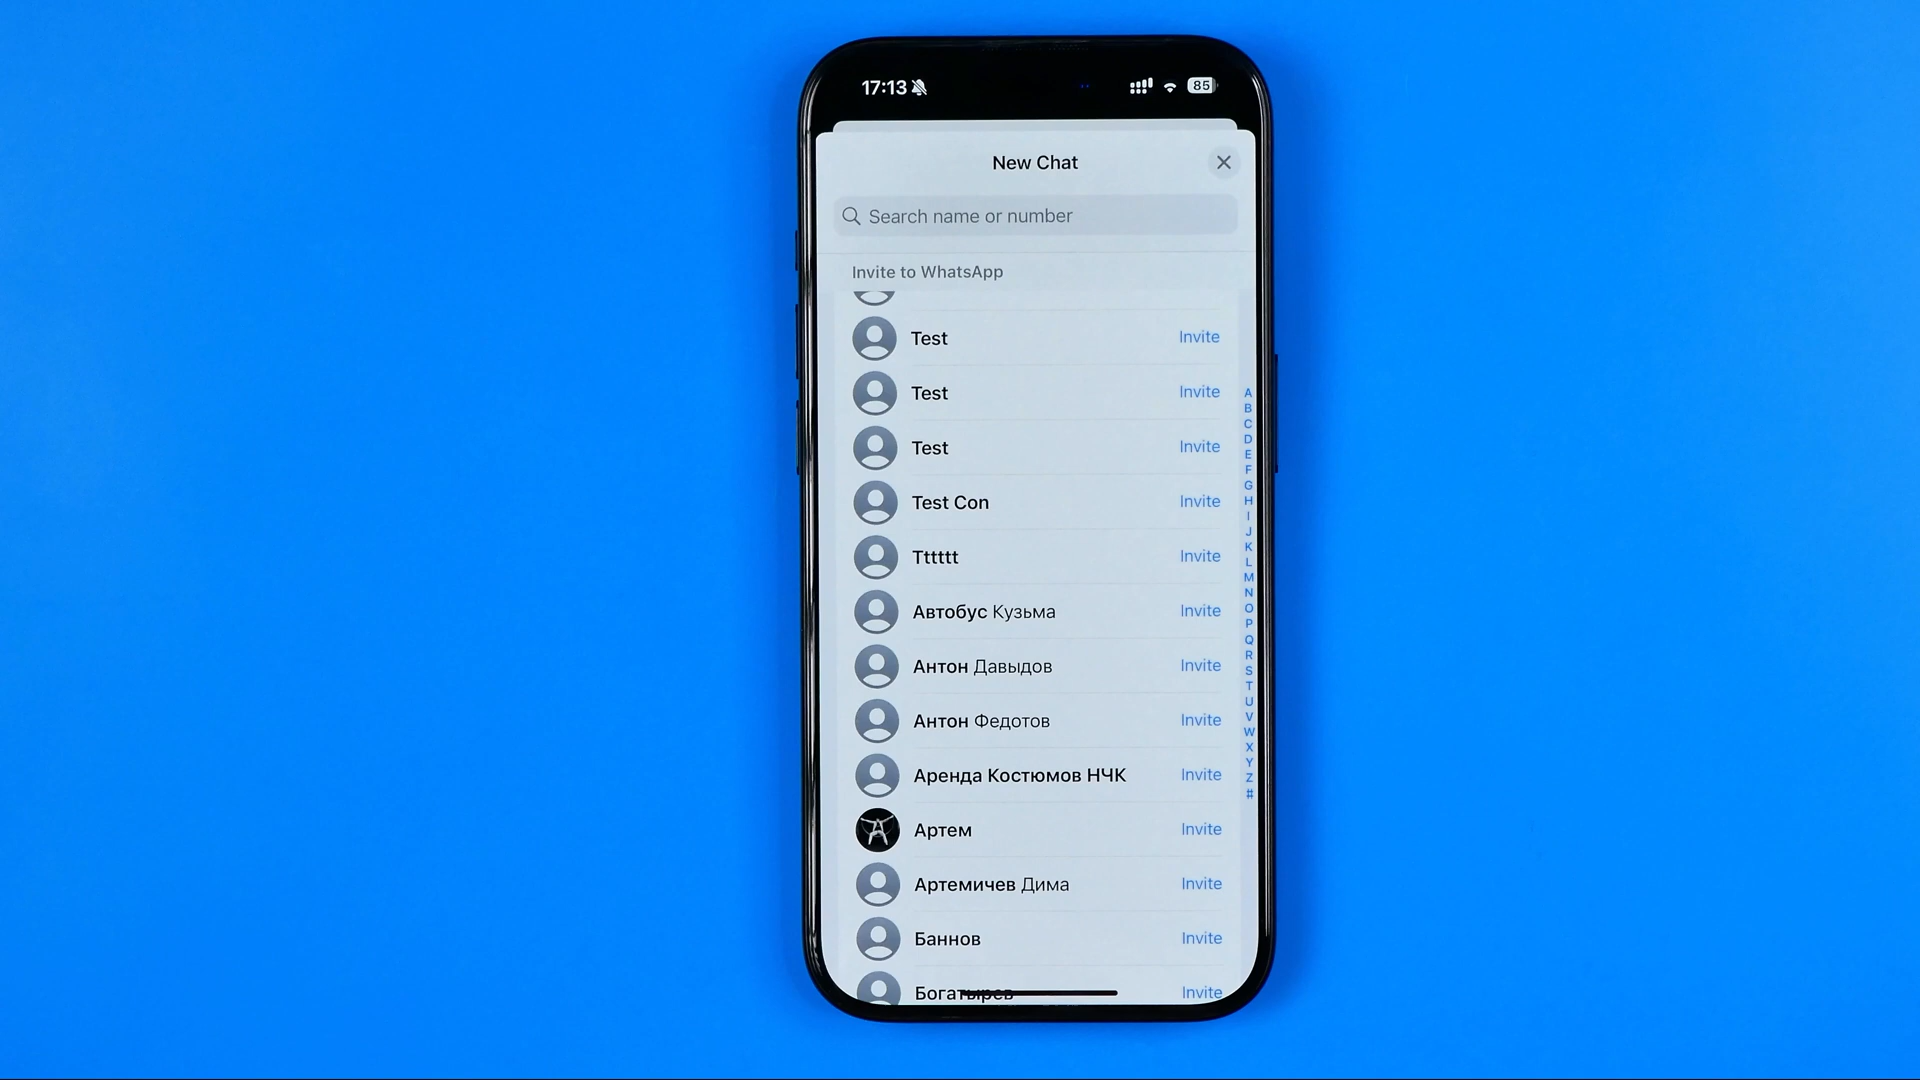 17:13 85
New Chat
Search name or number
Invite to WhatsApp
Test Invite
Test Invite
Test Invite
Test Con Invite
Tttttt Invite
Автобус Кузьма Invite
Антон Давыдов Invite
Антон Федотов Invite
Аренда Костюмов НЧК Invite
Артем Invite
Артемичев Дима Invite
Баннов Invite
Богатырев Invite
A
B
C
D
E
F
G
H
I
J
K
L
M
N
O
P
Q
R
S
T
U
V
W
X
Y
Z
#